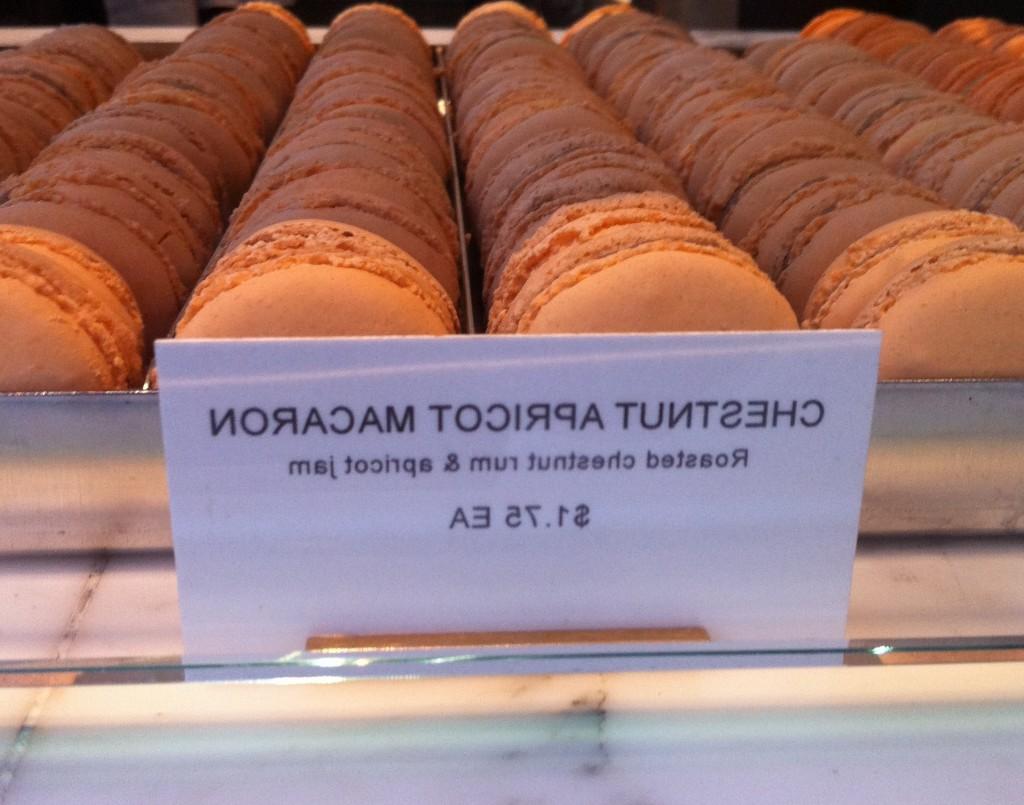 CHESTNUT APRICOT MACARON
Roasted chestnut rum & apricot jam
$1.75 EA